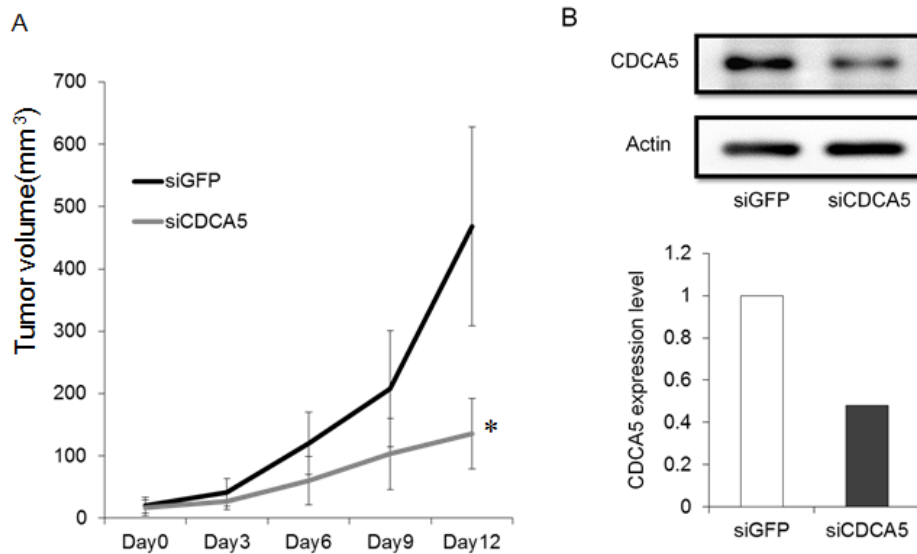 A
Tumor volume(mm³)
700
600
500
400
300
200
100
0
siGFP
siCDCA5
*
Day0 Day3 Day6 Day9 Day12
B
CDCA5
Actin
siGFP siCDCA5
CDCA5 expression level
1.2
1
0.8
0.6
0.4
0.2
0
siGFP siCDCA5